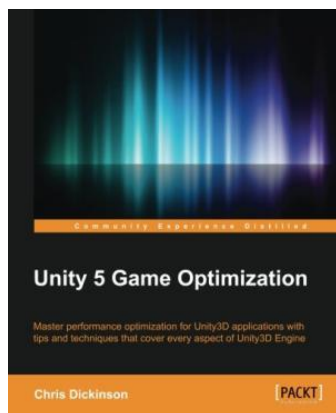 Community Experience Distilled
Unity 5 Game Optimization
Master performance optimization for Unity3D applications with
tips and techniques that cover every aspect of Unity3D Engine
Chris Dickinson
[PACKT]